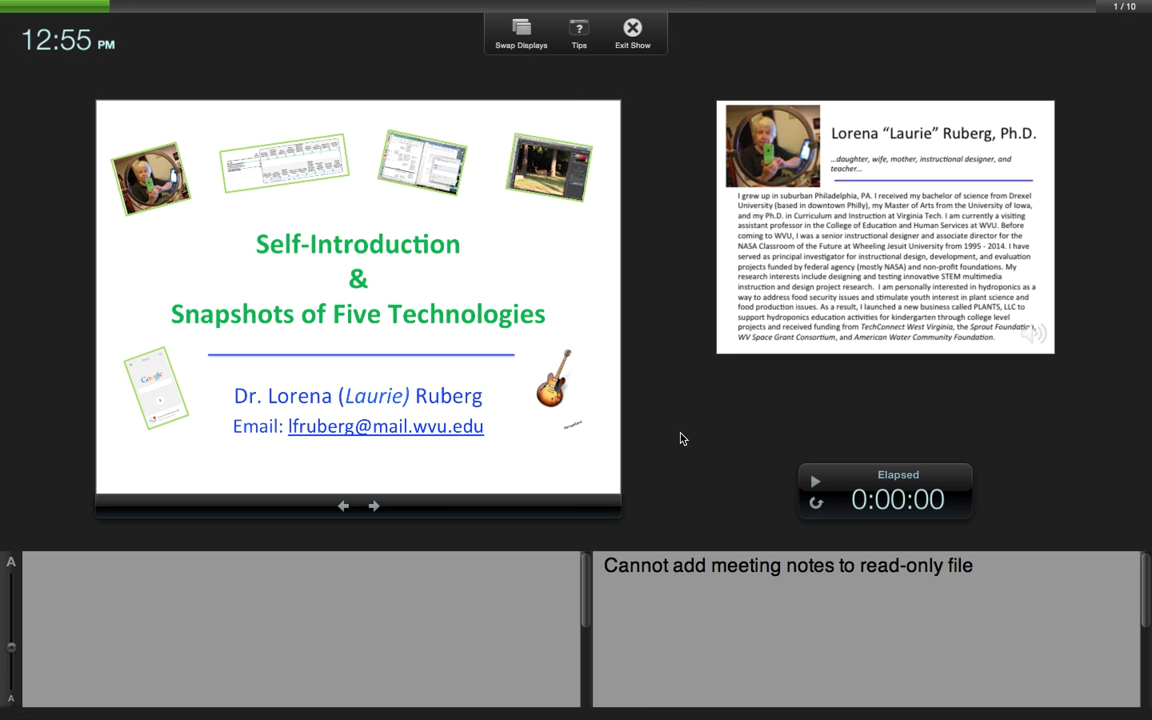 1 / 10
12:55 PM
Swap Displays
Tips
Exit Show
Self-Introduction
&
Snapshots of Five Technologies
Google
Dr. Lorena (Laurie) Ruberg
Email: lfruberg@mail.wvu.edu
Lorena “Laurie” Ruberg, Ph.D.
...daughter, wife, mother, instructional designer, and
teacher...
I grew up in suburban Philadelphia, PA. I received my bachelor of science from Drexel
University (based in downtown Philly), my Master of Arts from the University of Iowa,
and my Ph.D. in Curriculum and Instruction at Virginia Tech. I am currently a visiting
assistant professor in the College of Education and Human Services at WVU. Before
coming to WVU, I was a senior instructional designer and associate director for the
NASA Classroom of the Future at Wheeling Jesuit University from 1995 - 2014. I have
served as principal investigator for instructional design, development, and evaluation
projects funded by federal agency (mostly NASA) and non-profit foundations. My
research interests include designing and testing innovative STEM multimedia
instruction and design project research. I am personally interested in hydroponics as a
way to address food security issues and stimulate youth interest in plant science and
food production issues. As a result, I launched a new business called PLANTS, LLC to
support hydroponics education activities for kindergarten through college level
projects and received funding from TechConnect West Virginia, the Sprout Foundation,
WV Space Grant Consortium, and American Water Community Foundation.
Elapsed
0:00:00
A
A
Cannot add meeting notes to read-only file